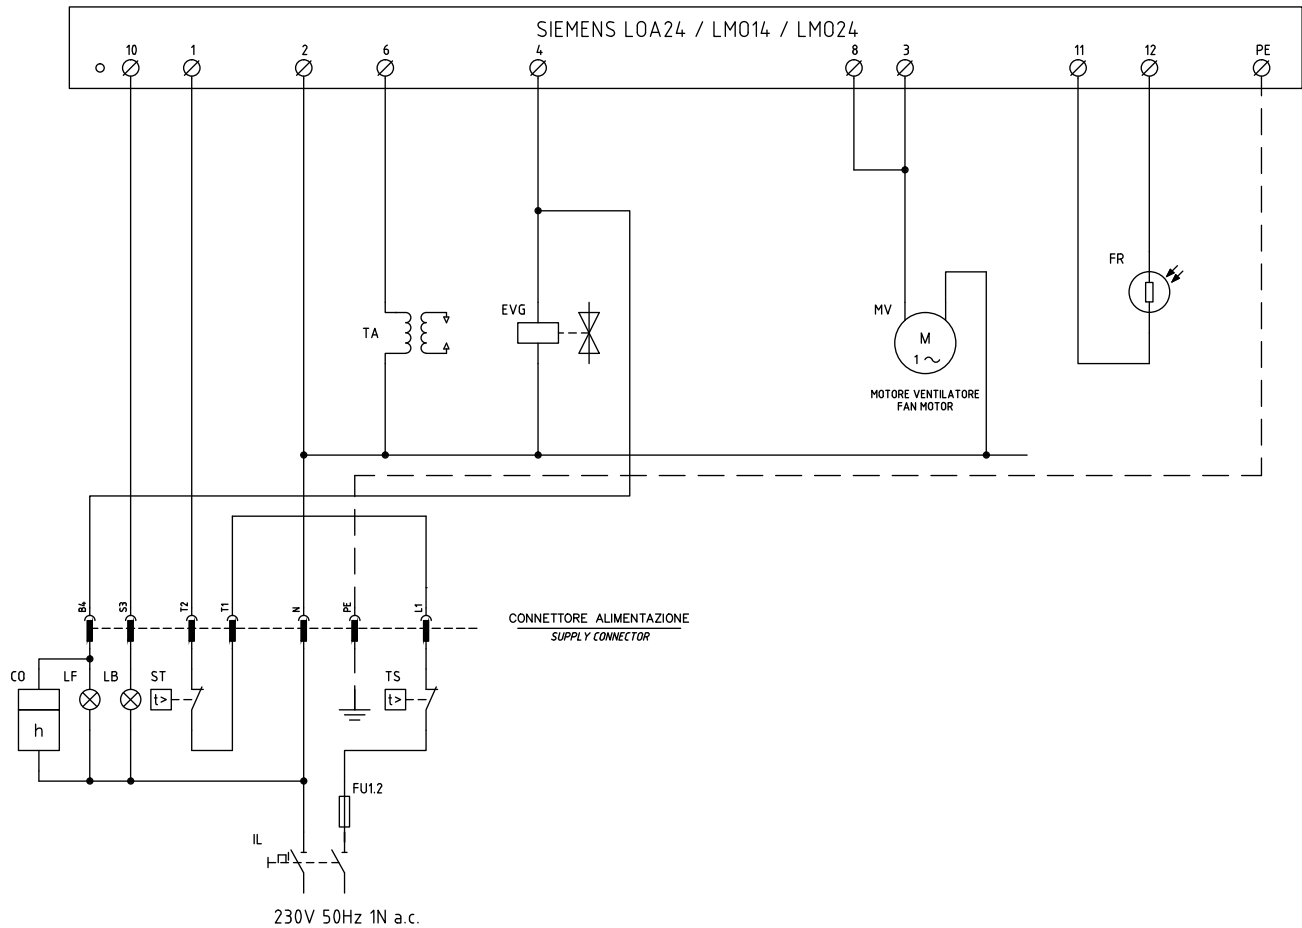 SIEMENS LOA24 / LMO14 / LMO24
10 1 2 6 4 8 3 11 12 PE
FR
EVG
MV
TA
M
1~
MOTORE VENTILATORE
FAN MOTOR
B4 S3 T2 T1 N PE L1
CONNETTORE ALIMENTAZIONE
SUPPLY CONNECTOR
CO LF LB ST TS
t> t>
h
FU1.2
IL
230V 50Hz 1N a.c.